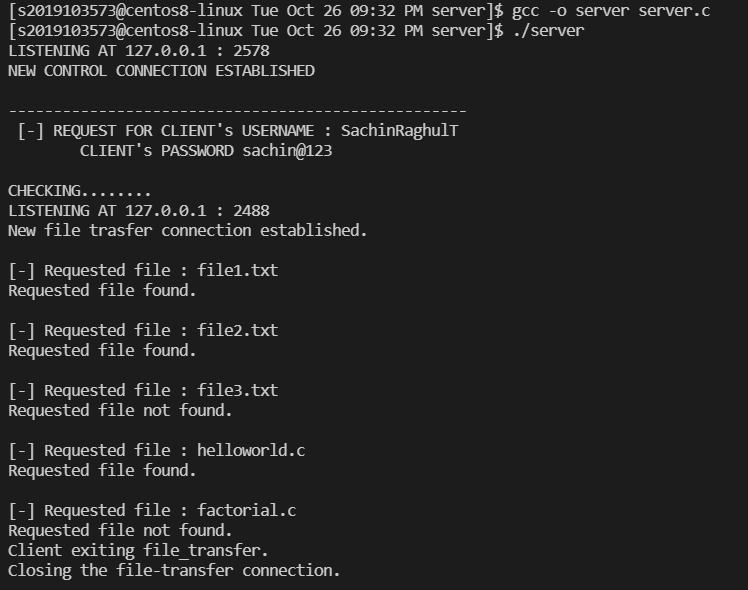 [s2019103573@centos8-linux Tue Oct 26 09:32 PM server]$ gcc -o server server.c
[s2019103573@centos8-linux Tue Oct 26 09:32 PM server]$ ./server
LISTENING AT 127.0.0.1 : 2578
NEW CONTROL CONNECTION ESTABLISHED
---------------------------------------------------
[-] REQUEST FOR CLIENT's USERNAME : SachinRaghulT
CLIENT's PASSWORD sachin@123
CHECKING........
LISTENING AT 127.0.0.1 : 2488
New file trasfer connection established.
[-] Requested file : file1.txt
Requested file found.
[-] Requested file : file2.txt
Requested file found.
[-] Requested file : file3.txt
Requested file not found.
[-] Requested file : helloworld.c
Requested file found.
[-] Requested file : factorial.c
Requested file not found.
Client exiting file_transfer.
Closing the file-transfer connection.